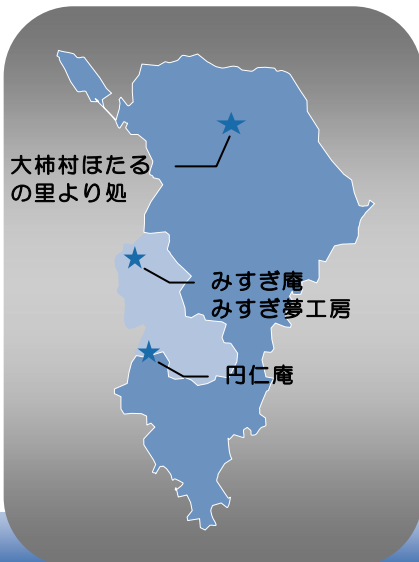 大柿村ほたる
の里より処
みすぎ庵
みすぎ夢工房
円仁庵